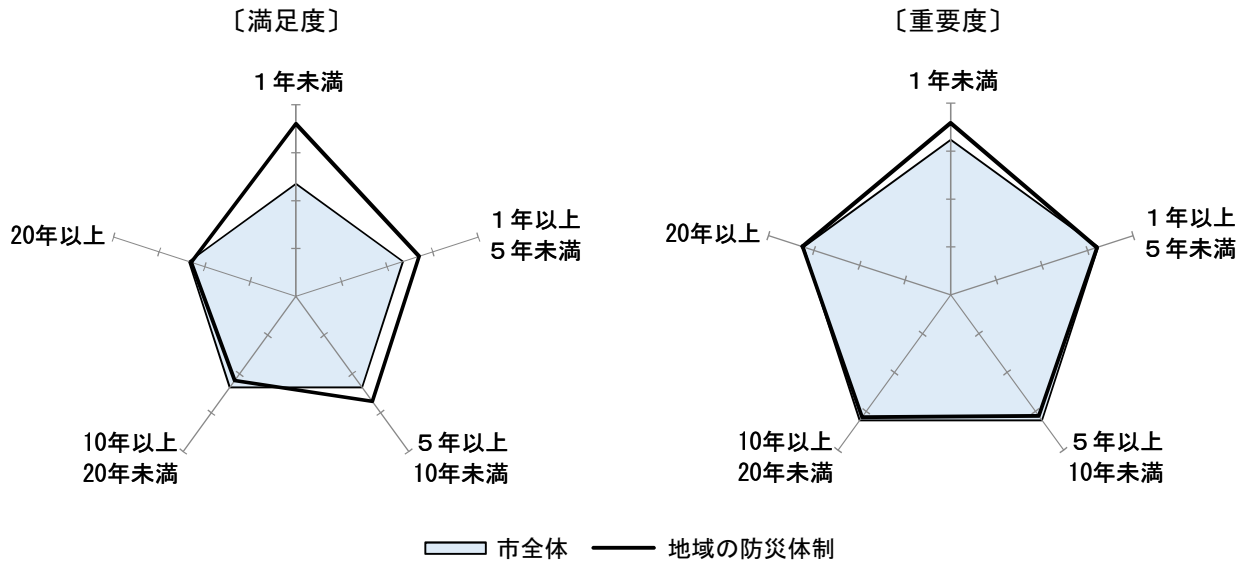 〔満足度〕
１年未満
１年以上
５年未満
５年以上
10年未満
10年以上
20年未満
20年以上
〔重要度〕
１年未満
１年以上
５年未満
５年以上
10年未満
10年以上
20年未満
20年以上
市全体
地域の防災体制